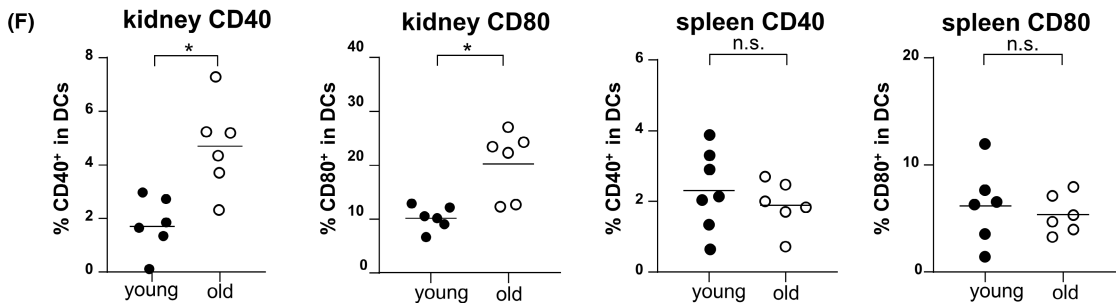 (F)
kidney CD40
kidney CD80
spleen CD40
spleen CD80
*
*
n.s.
n.s.
% CD40⁺ in DCs
8
6
4
2
0
young
old
% CD80⁺ in DCs
40
30
20
10
0
young
old
% CD40⁺ in DCs
6
4
2
0
young
old
% CD80⁺ in DCs
20
10
0
young
old